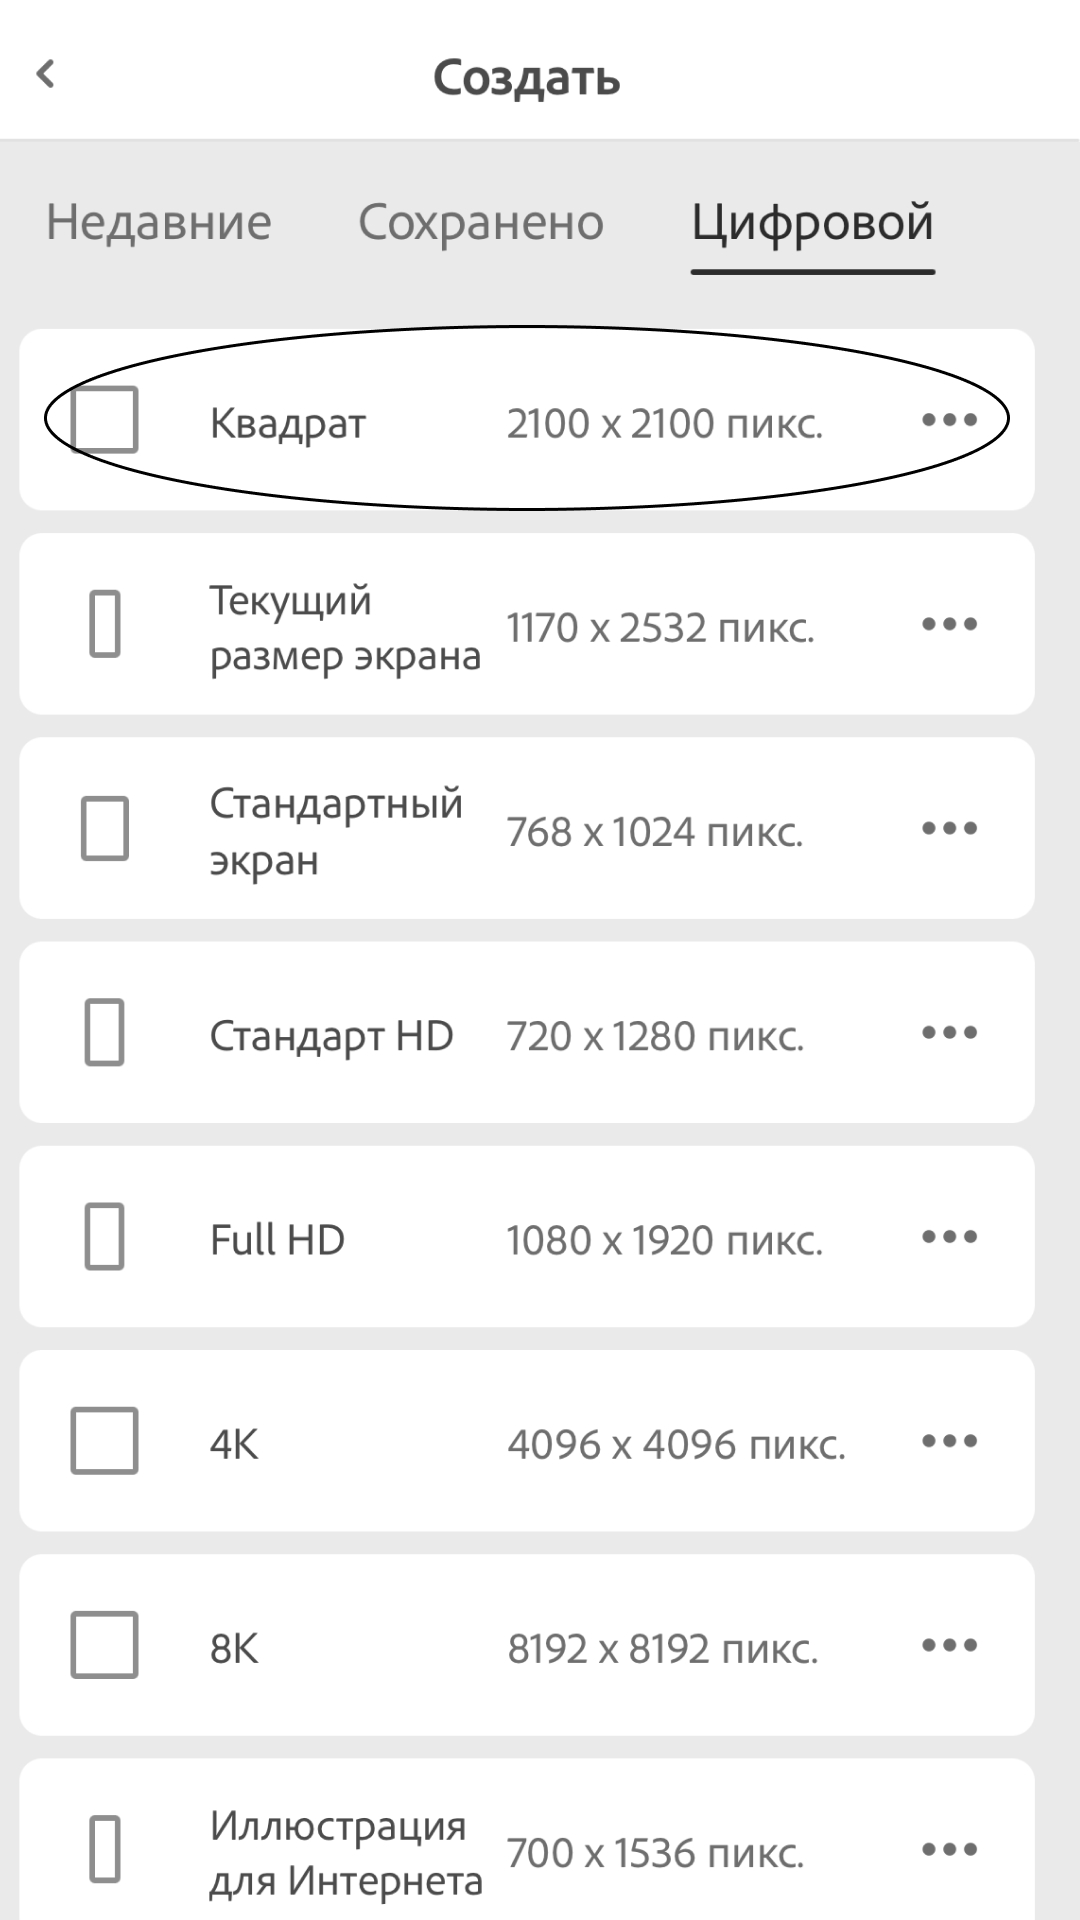 Создать
Недавние Сохранено Цифровой
Квадрат 2100 x 2100 пикс.
Текущий
размер экрана 1170 x 2532 пикс.
Стандартный
экран 768 x 1024 пикс.
Стандарт HD 720 x 1280 пикс.
Full HD 1080 x 1920 пикс.
4K 4096 x 4096 пикс.
8K 8192 x 8192 пикс.
Иллюстрация
для Интернета 700 x 1536 пикс.